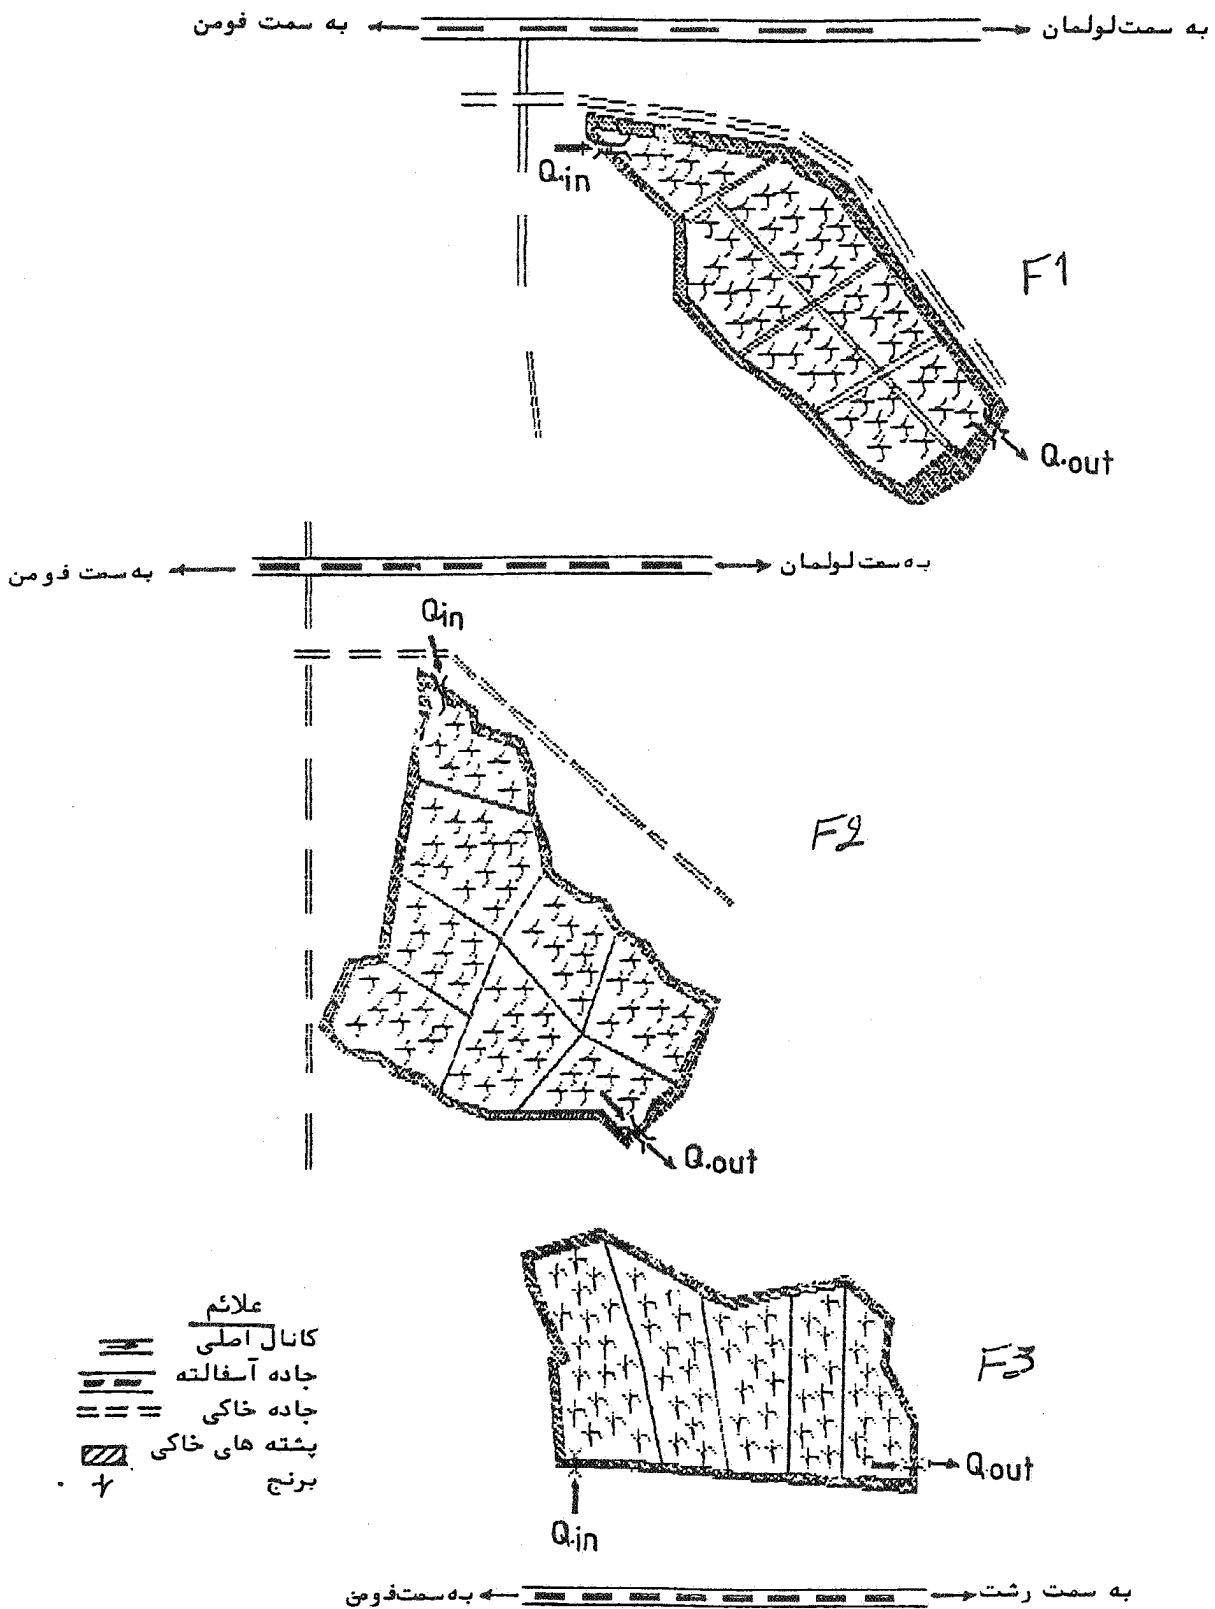 به سمت فومن
به سمت لولمان
Q.in
F1
Q.out
به سمت فومن
به سمت لولمان
Qin
F2
Q.out
علائم
کانال اصلی
جاده آسفالته
جاده خاکی
پشته های خاکی
برنج
F3
Q.out
Q.in
به سمت فومن
به سمت رشت